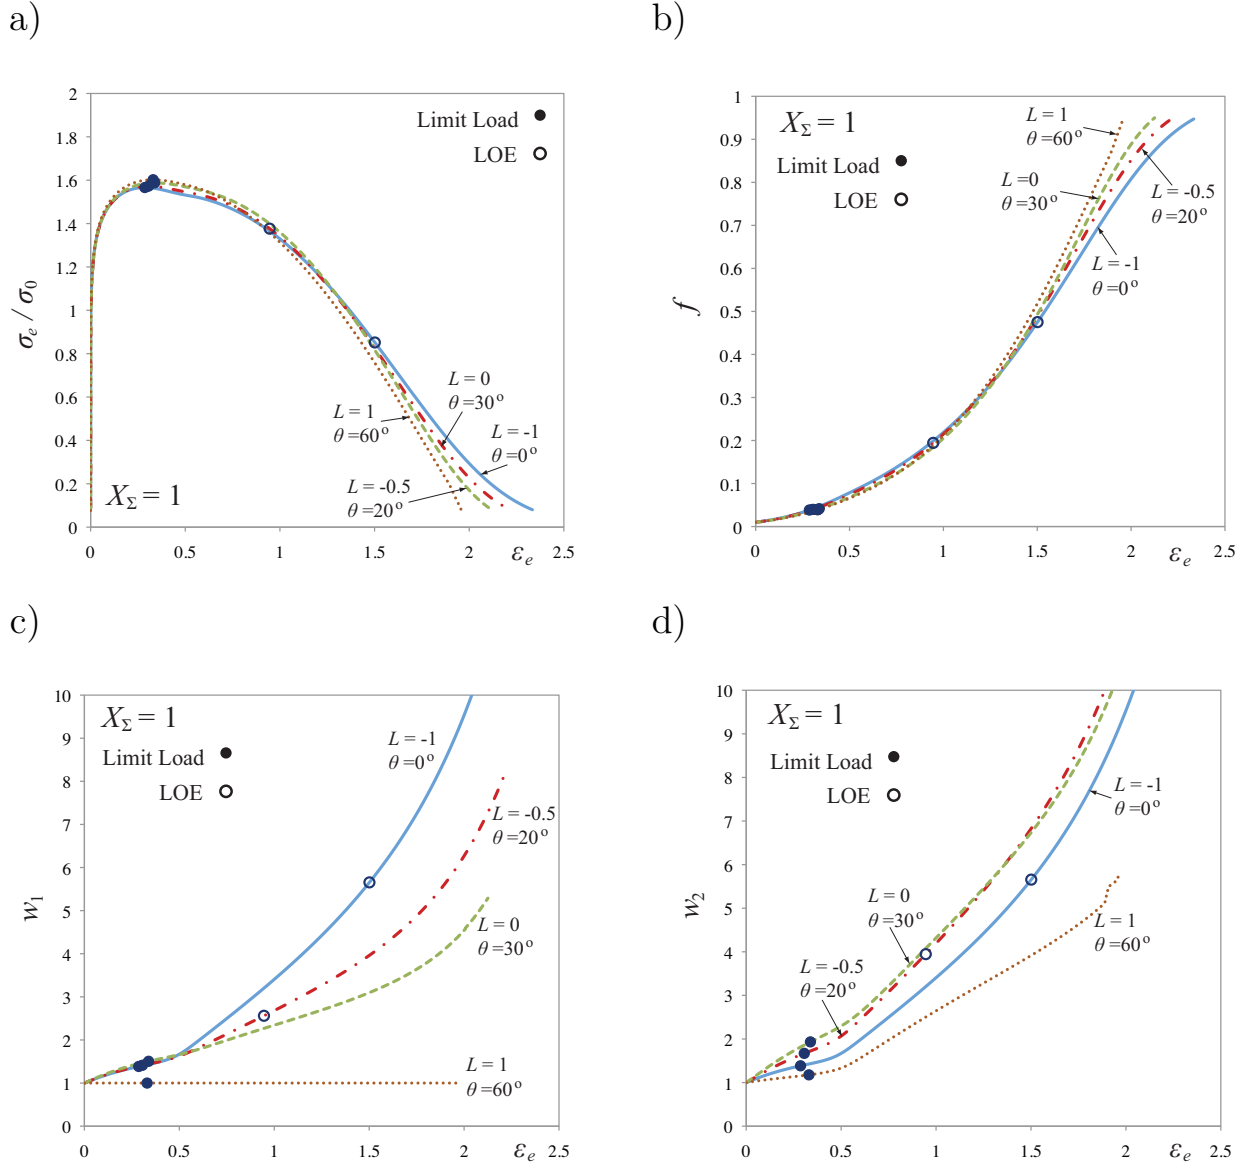 a)
2
1.8
1.6
1.4
1.2
1
0.8
0.6
0.4
0.2
0
σe / σ0
Limit Load
LOE
L = 0
θ =30°
L = 1
θ =60°
L = -1
θ =0°
L = -0.5
θ =20°
XΣ = 1
0 0.5 1 1.5 2 2.5
εe
b)
1
0.9
0.8
0.7
0.6
0.5
0.4
0.3
0.2
0.1
0
f
XΣ = 1
Limit Load
LOE
L = 1
θ =60°
L =0
θ =30°
L = -0.5
θ =20°
L = -1
θ =0°
0 0.5 1 1.5 2 2.5
εe
c)
10
9
8
7
6
5
4
3
2
1
0
w1
XΣ = 1
Limit Load
LOE
L = -1
θ =0°
L = -0.5
θ =20°
L = 0
θ =30°
L = 1
θ =60°
0 0.5 1 1.5 2 2.5
εe
d)
10
9
8
7
6
5
4
3
2
1
0
w2
XΣ = 1
Limit Load
LOE
L = -1
θ =0°
L = 0
θ =30°
L = 1
θ =60°
L = -0.5
θ =20°
0 0.5 1 1.5 2 2.5
εe